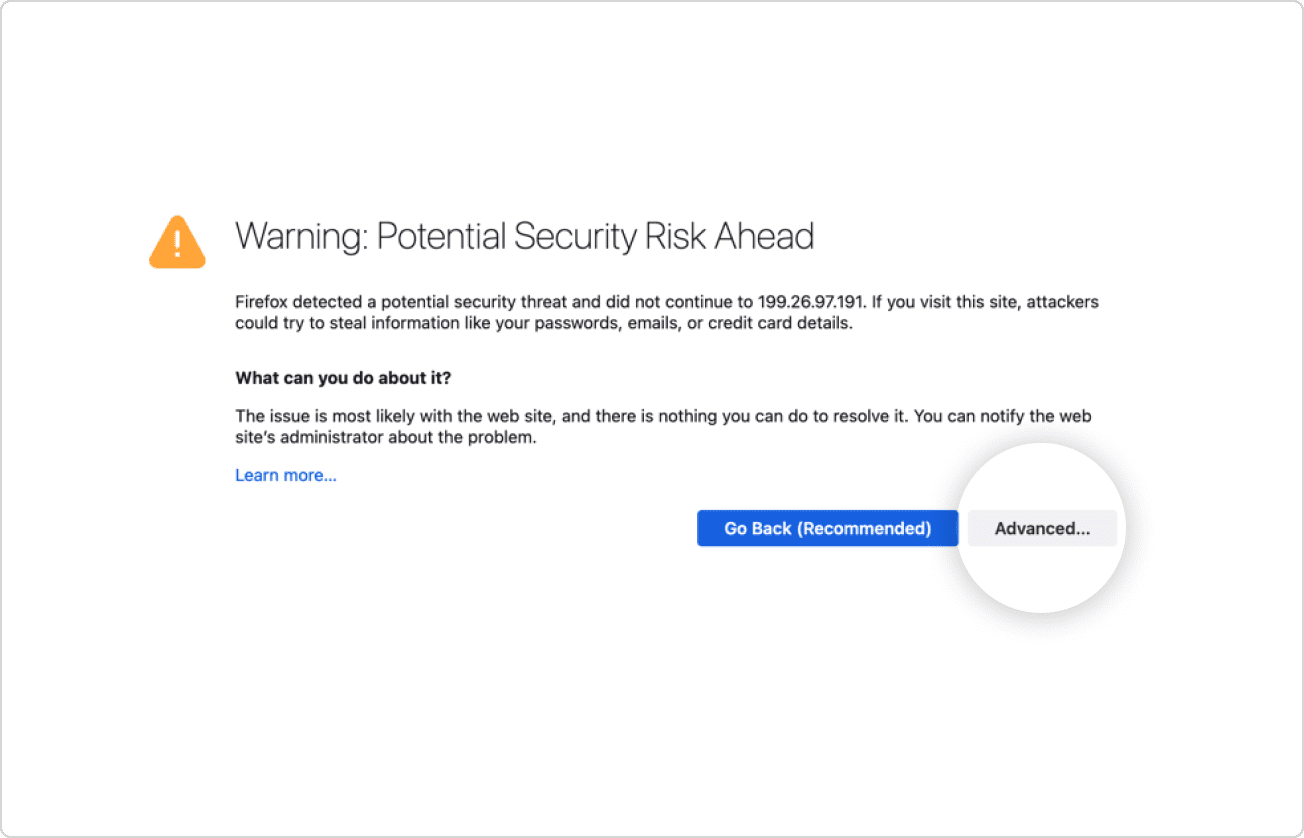 Warning: Potential Security Risk Ahead
Firefox detected a potential security threat and did not continue to 199.26.97.191. If you visit this site, attackers
could try to steal information like your passwords, emails, or credit card details.
What can you do about it?
The issue is most likely with the web site, and there is nothing you can do to resolve it. You can notify the web
site’s administrator about the problem.
Learn more...
Go Back (Recommended) Advanced...